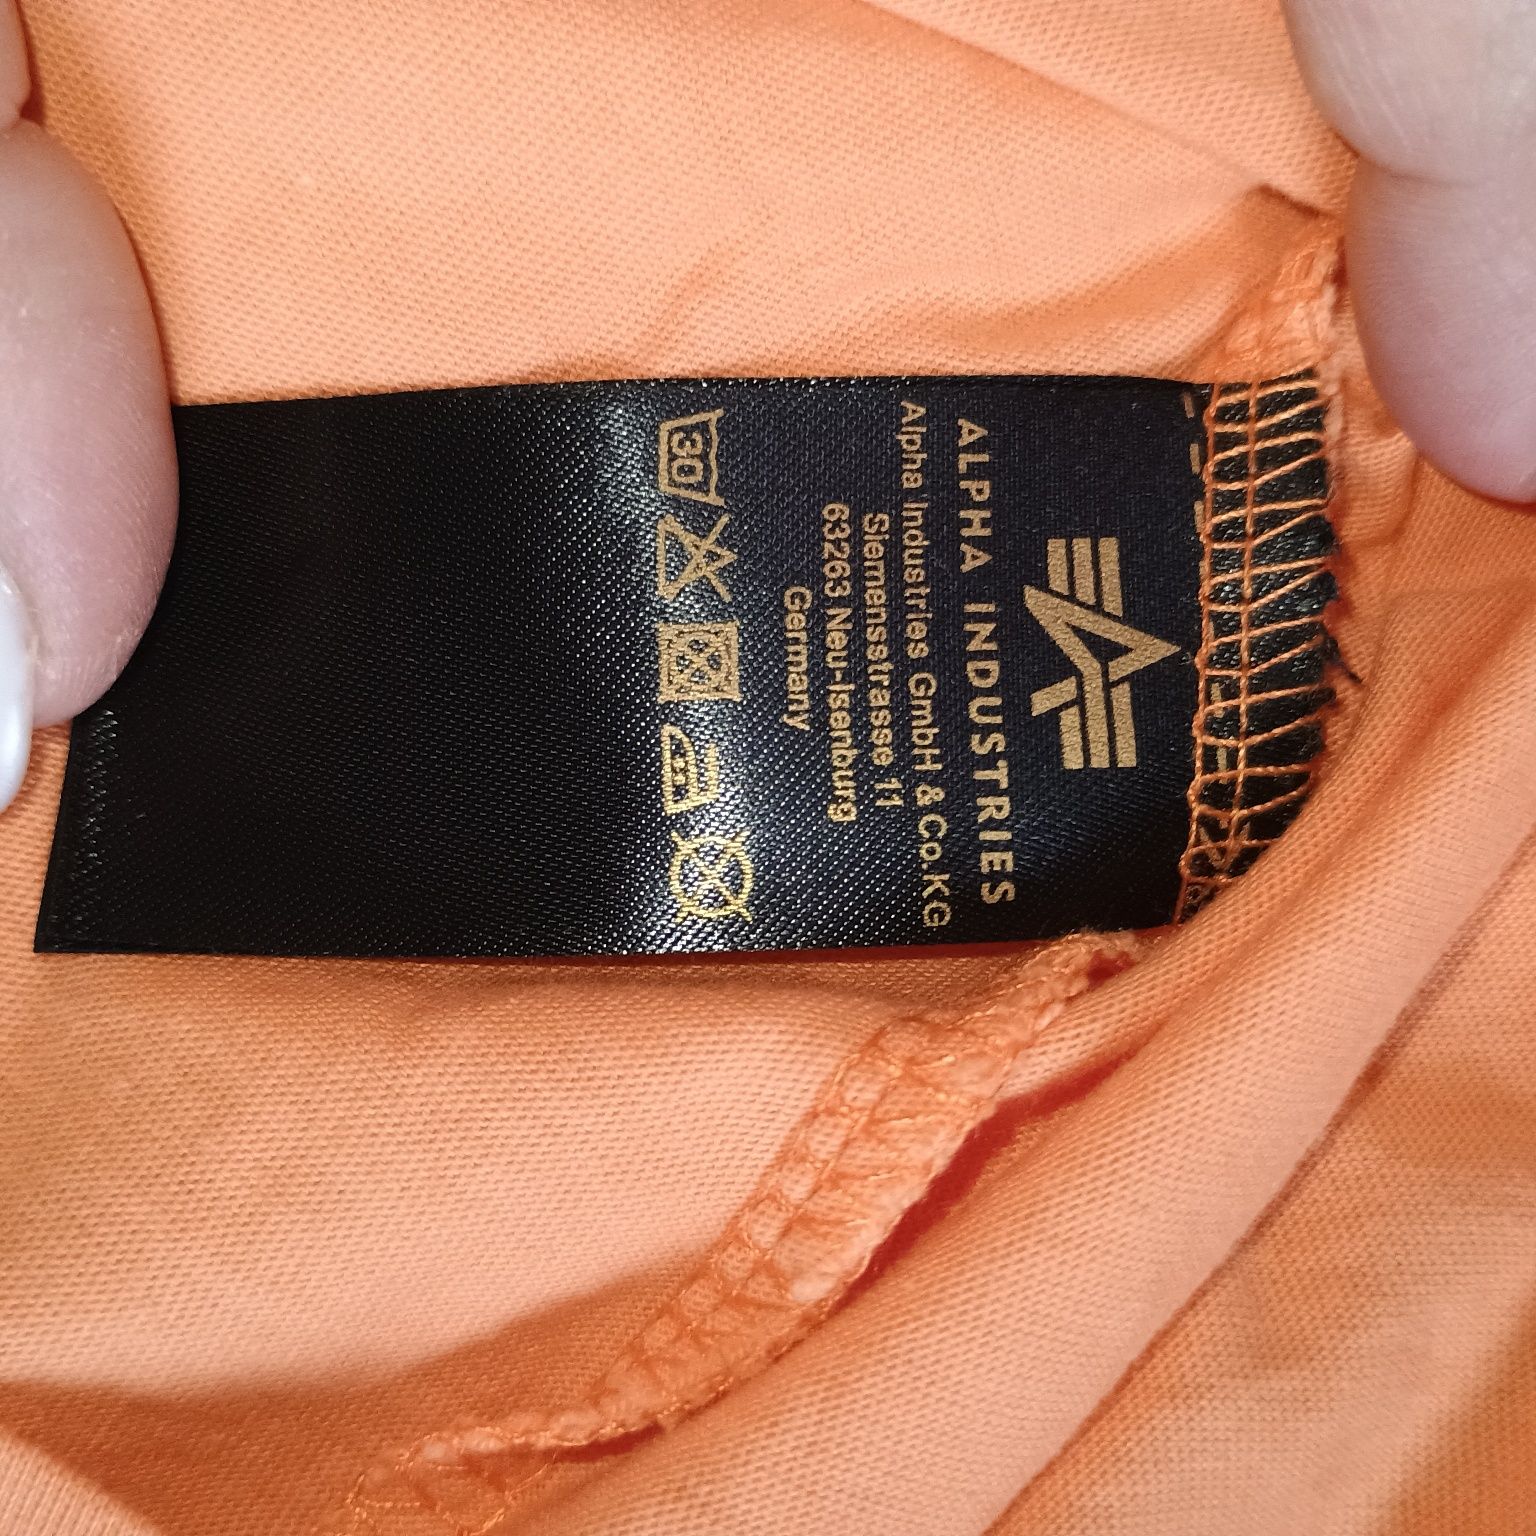 ALPHA INDUSTRIES
Alpha Industries GmbH & Co.KG
Siemensstrasse 11
63263 Neu-Isenburg
Germany
30